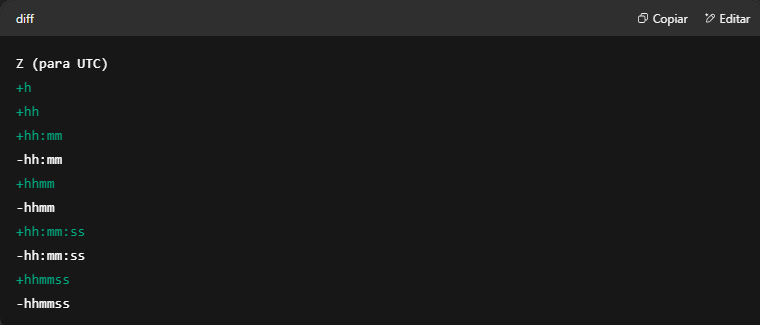 diff
Copiar
Editar
Z (para UTC)
+h
+hh
+hh:mm
-hh:mm
+hhmm
-hhmm
+hh:mm:ss
-hh:mm:ss
+hhmmss
-hhmmss